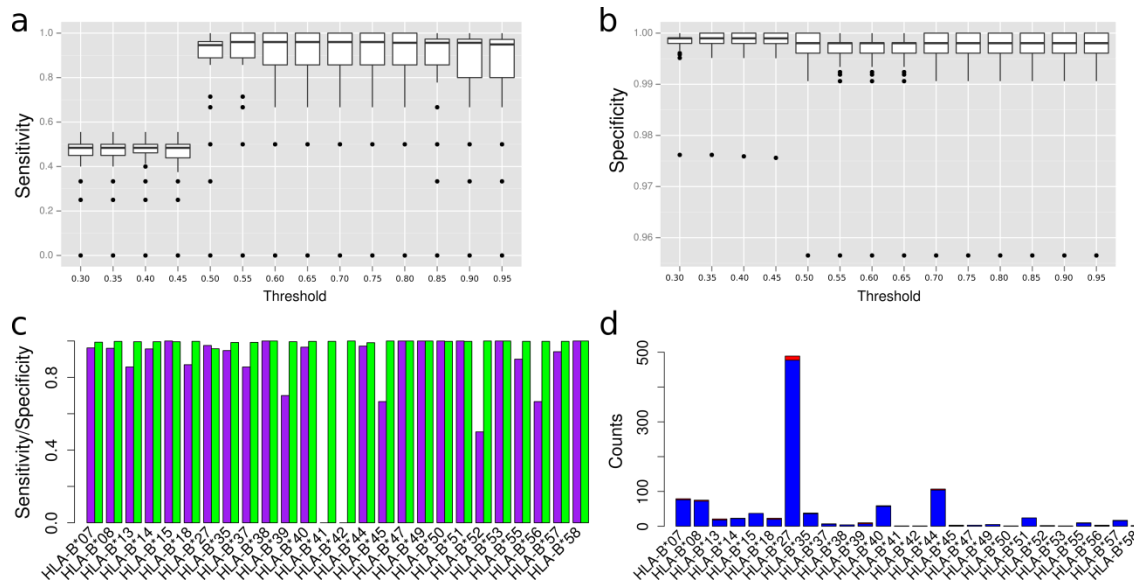 a
1.0
0.8
0.6
0.4
0.2
0.0
Sensitivity
0.30 0.35 0.40 0.45 0.50 0.55 0.60 0.65 0.70 0.75 0.80 0.85 0.90 0.95
Threshold
b
1.00
0.99
0.98
0.97
0.96
Specificity
0.30 0.35 0.40 0.45 0.50 0.55 0.60 0.65 0.70 0.75 0.80 0.85 0.90 0.95
Threshold
c
0.8
0.4
0.0
Sensitivity/Specificity
HLA-B*07 HLA-B*08 HLA-B*13 HLA-B*14 HLA-B*15 HLA-B*18 HLA-B*27 HLA-B*35 HLA-B*37 HLA-B*38 HLA-B*39 HLA-B*40 HLA-B*41 HLA-B*42 HLA-B*44 HLA-B*45 HLA-B*47 HLA-B*49 HLA-B*50 HLA-B*51 HLA-B*52 HLA-B*53 HLA-B*55 HLA-B*56 HLA-B*57 HLA-B*58
d
500
300
100
0
Counts
HLA-B*07 HLA-B*08 HLA-B*13 HLA-B*14 HLA-B*15 HLA-B*18 HLA-B*27 HLA-B*35 HLA-B*37 HLA-B*38 HLA-B*39 HLA-B*40 HLA-B*41 HLA-B*42 HLA-B*44 HLA-B*45 HLA-B*47 HLA-B*49 HLA-B*50 HLA-B*51 HLA-B*52 HLA-B*53 HLA-B*55 HLA-B*56 HLA-B*57 HLA-B*58